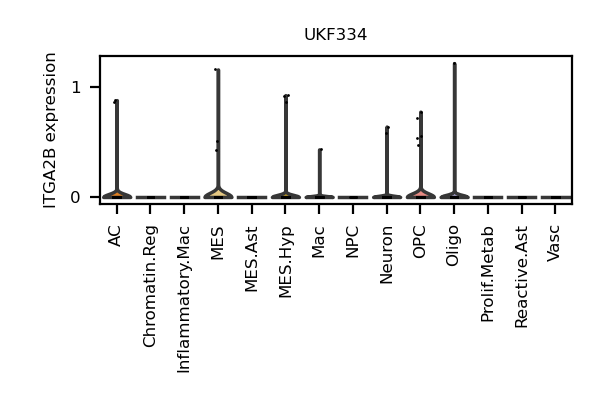 UKF334
ITGA2B expression
1
0
AC
Chromatin.Reg
Inflammatory.Mac
MES
MES.Ast
MES.Hyp
Mac
NPC
Neuron
OPC
Oligo
Prolif.Metab
Reactive.Ast
Vasc